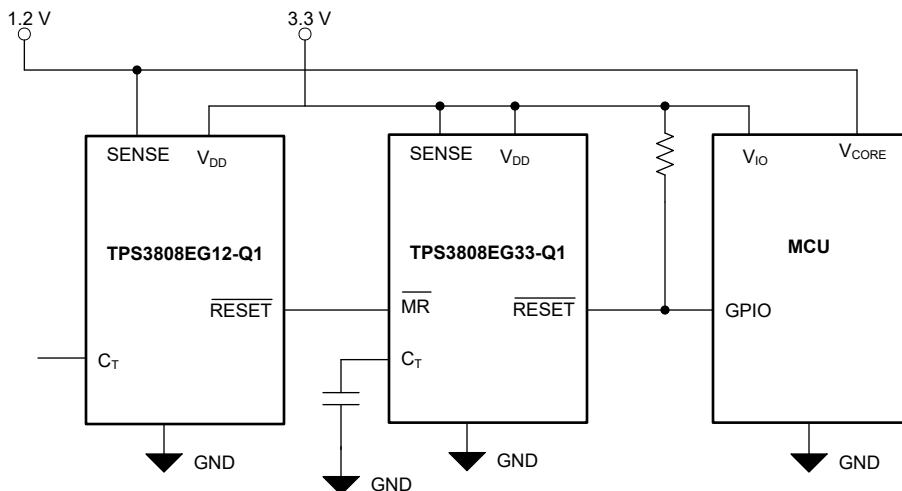 1.2 V
3.3 V
SENSE
VDD
TPS3808EG12-Q1
RESET
CT
GND
SENSE
VDD
TPS3808EG33-Q1
MR
RESET
CT
GND
GND
VIO
VCORE
MCU
GPIO
GND